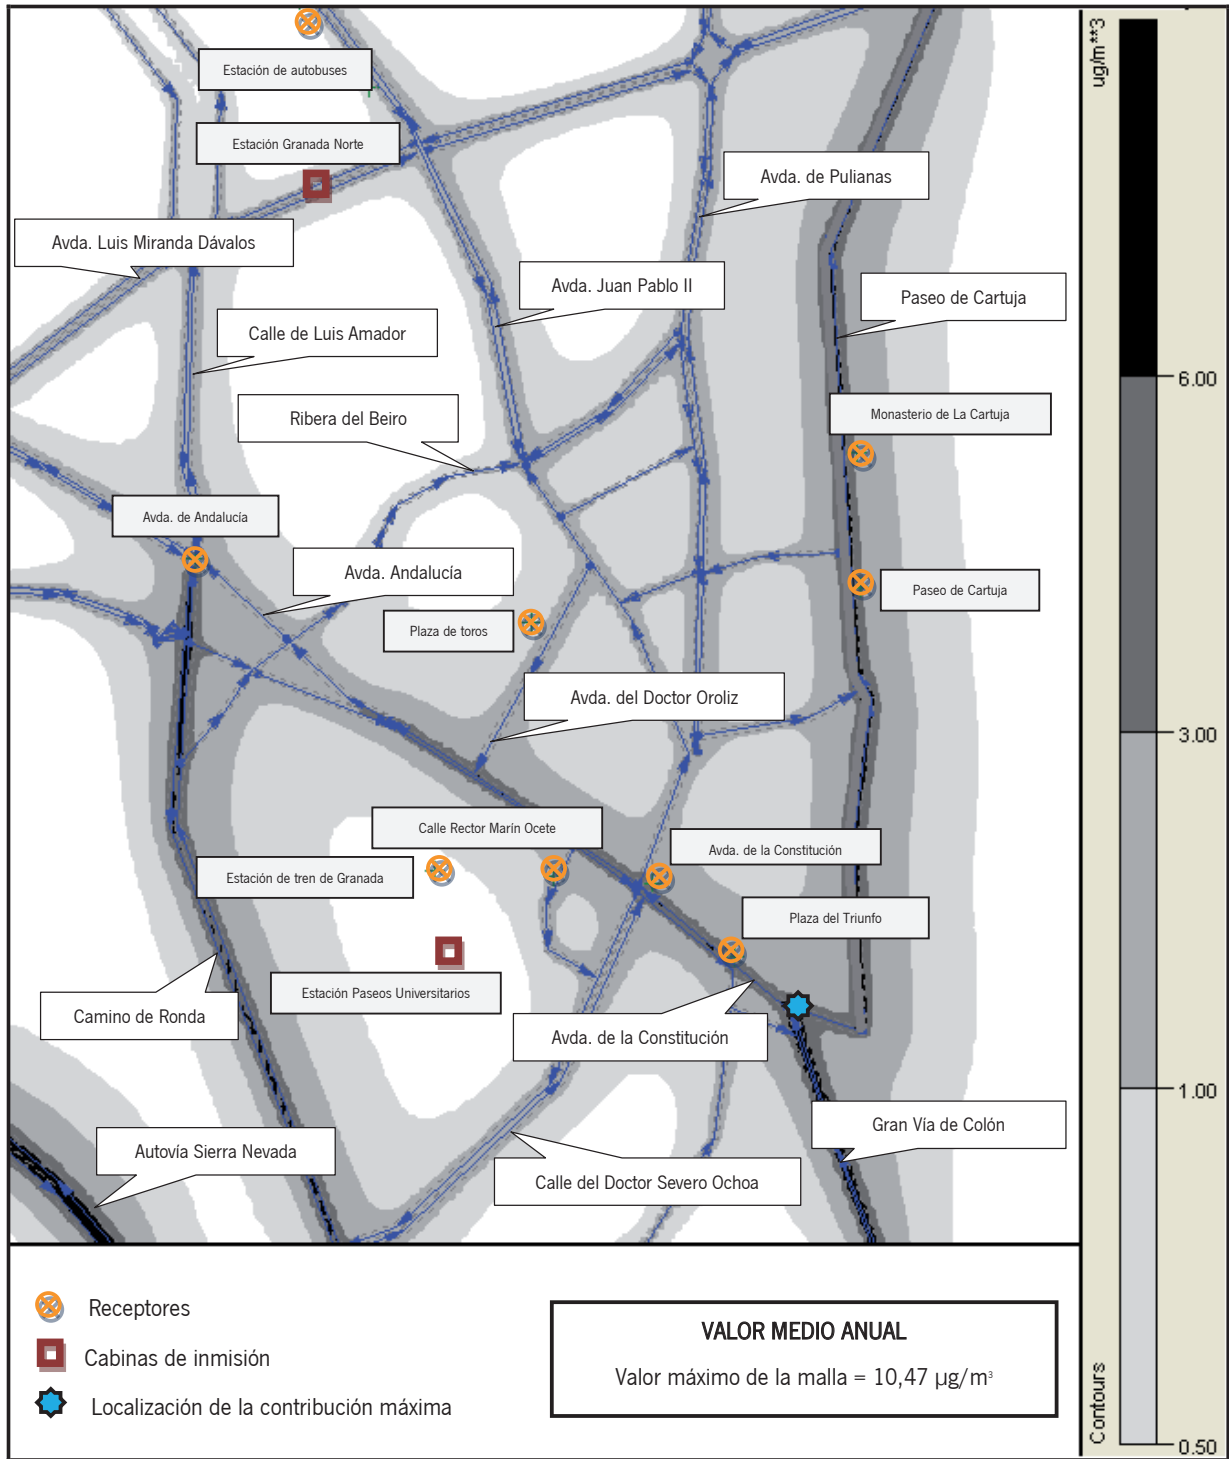 ug/m**3
Estación de autobuses
Estación Granada Norte
Avda. de Pulianas
Avda. Luis Miranda Dávalos
Avda. Juan Pablo II
Paseo de Cartuja
Calle de Luis Amador
6.00
Ribera del Beiro
Monasterio de La Cartuja
Avda. de Andalucía
Avda. Andalucía
Paseo de Cartuja
Plaza de toros
Avda. del Doctor Oroliz
3.00
Calle Rector Marín Ocete
Avda. de la Constitución
Estación de tren de Granada
Plaza del Triunfo
Estación Paseos Universitarios
Camino de Ronda
Avda. de la Constitución
1.00
Gran Vía de Colón
Autovía Sierra Nevada
Calle del Doctor Severo Ochoa
Receptores
Cabinas de inmisión
Localización de la contribución máxima
VALOR MEDIO ANUAL
Valor máximo de la malla = 10,47 µg/m³
Contours
0.50